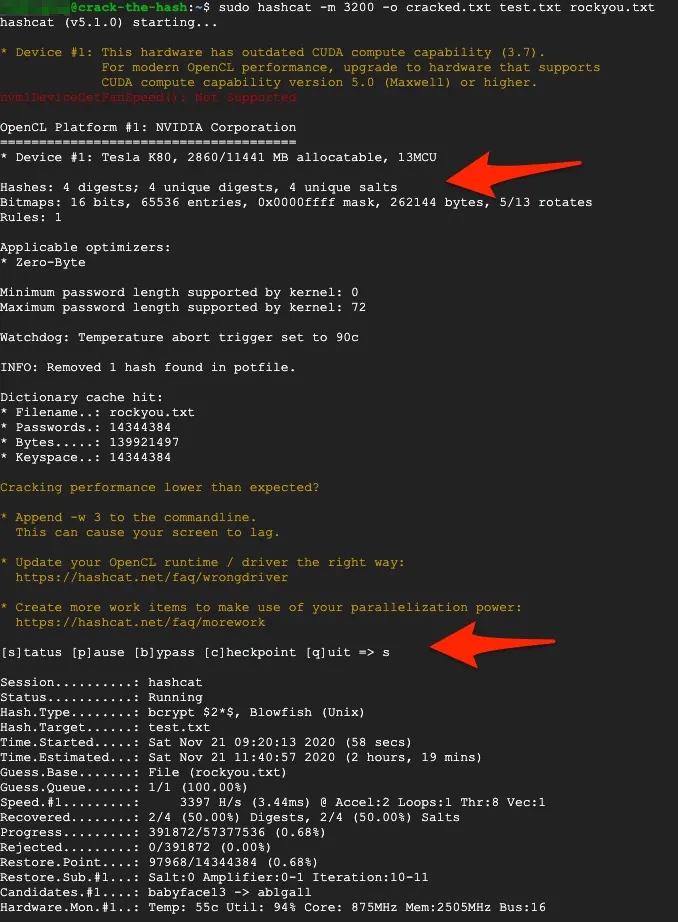 @crack-the-hash:~$ sudo hashcat -m 3200 -o cracked.txt test.txt rockyou.txt
hashcat (v5.1.0) starting...
* Device #1: This hardware has outdated CUDA compute capability (3.7).
For modern OpenCL performance, upgrade to hardware that supports
CUDA compute capability version 5.0 (Maxwell) or higher.
nvmlDeviceGetFanSpeed(): Not Supported
OpenCL Platform #1: NVIDIA Corporation
======================================
* Device #1: Tesla K80, 2860/11441 MB allocatable, 13MCU
Hashes: 4 digests; 4 unique digests, 4 unique salts
Bitmaps: 16 bits, 65536 entries, 0x0000ffff mask, 262144 bytes, 5/13 rotates
Rules: 1
Applicable optimizers:
* Zero-Byte
Minimum password length supported by kernel: 0
Maximum password length supported by kernel: 72
Watchdog: Temperature abort trigger set to 90c
INFO: Removed 1 hash found in potfile.
Dictionary cache hit:
* Filename..: rockyou.txt
* Passwords.: 14344384
* Bytes.....: 139921497
* Keyspace..: 14344384
Cracking performance lower than expected?
* Append -w 3 to the commandline.
This can cause your screen to lag.
* Update your OpenCL runtime / driver the right way:
https://hashcat.net/faq/wrongdriver
* Create more work items to make use of your parallelization power:
https://hashcat.net/faq/morework
[s]tatus [p]ause [b]ypass [c]heckpoint [q]uit => s
Session..........: hashcat
Status...........: Running
Hash.Type........: bcrypt $2*$, Blowfish (Unix)
Hash.Target......: test.txt
Time.Started.....: Sat Nov 21 09:20:13 2020 (58 secs)
Time.Estimated...: Sat Nov 21 11:40:57 2020 (2 hours, 19 mins)
Guess.Base.......: File (rockyou.txt)
Guess.Queue......: 1/1 (100.00%)
Speed.#1.........:     3397 H/s (3.44ms) @ Accel:2 Loops:1 Thr:8 Vec:1
Recovered........: 2/4 (50.00%) Digests, 2/4 (50.00%) Salts
Progress.........: 391872/57377536 (0.68%)
Rejected.........: 0/391872 (0.00%)
Restore.Point....: 97968/14344384 (0.68%)
Restore.Sub.#1...: Salt:0 Amplifier:0-1 Iteration:10-11
Candidates.#1....: babyface13 -> ab1gail
Hardware.Mon.#1..: Temp: 55c Util: 94% Core: 875MHz Mem:2505MHz Bus:16